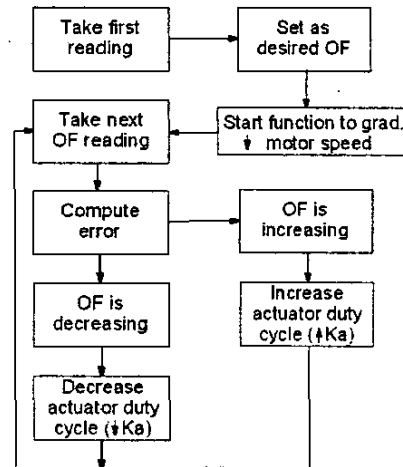 Take first
reading
Set as
desired OF
Take next
OF reading
Start function to grad.
↓ motor speed
Compute
error
OF is
increasing
OF is
decreasing
Increase
actuator duty
cycle (↑Ka)
Decrease
actuator duty
cycle (↓Ka)